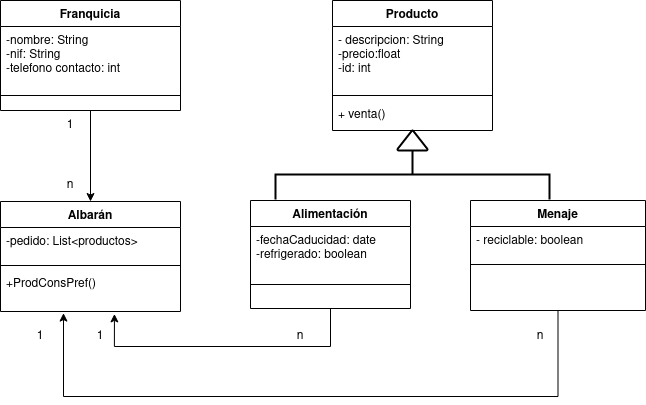 Franquicia
-nombre: String
-nif: String
-telefono contacto: int
Producto
- descripcion: String
-precio:float
-id: int
+ venta()
1
n
Albarán
-pedido: List<productos>
+ProdConsPref()
Alimentación
-fechaCaducidad: date
-refrigerado: boolean
Menaje
- reciclable: boolean
1
1
n
n